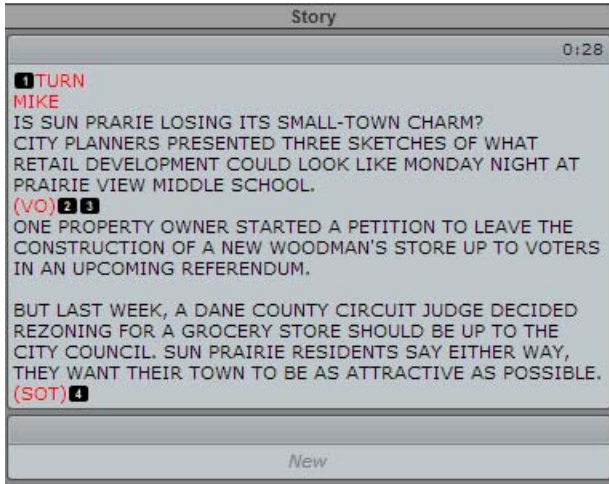 Story
0:28
1TURN
MIKE
IS SUN PRARIE LOSING ITS SMALL-TOWN CHARM?
CITY PLANNERS PRESENTED THREE SKETCHES OF WHAT
RETAIL DEVELOPMENT COULD LOOK LIKE MONDAY NIGHT AT
PRAIRIE VIEW MIDDLE SCHOOL.
(VO)2 3
ONE PROPERTY OWNER STARTED A PETITION TO LEAVE THE
CONSTRUCTION OF A NEW WOODMAN'S STORE UP TO VOTERS
IN AN UPCOMING REFERENDUM.
BUT LAST WEEK, A DANE COUNTY CIRCUIT JUDGE DECIDED
REZONING FOR A GROCERY STORE SHOULD BE UP TO THE
CITY COUNCIL. SUN PRAIRIE RESIDENTS SAY EITHER WAY,
THEY WANT THEIR TOWN TO BE AS ATTRACTIVE AS POSSIBLE.
(SOT)4
New